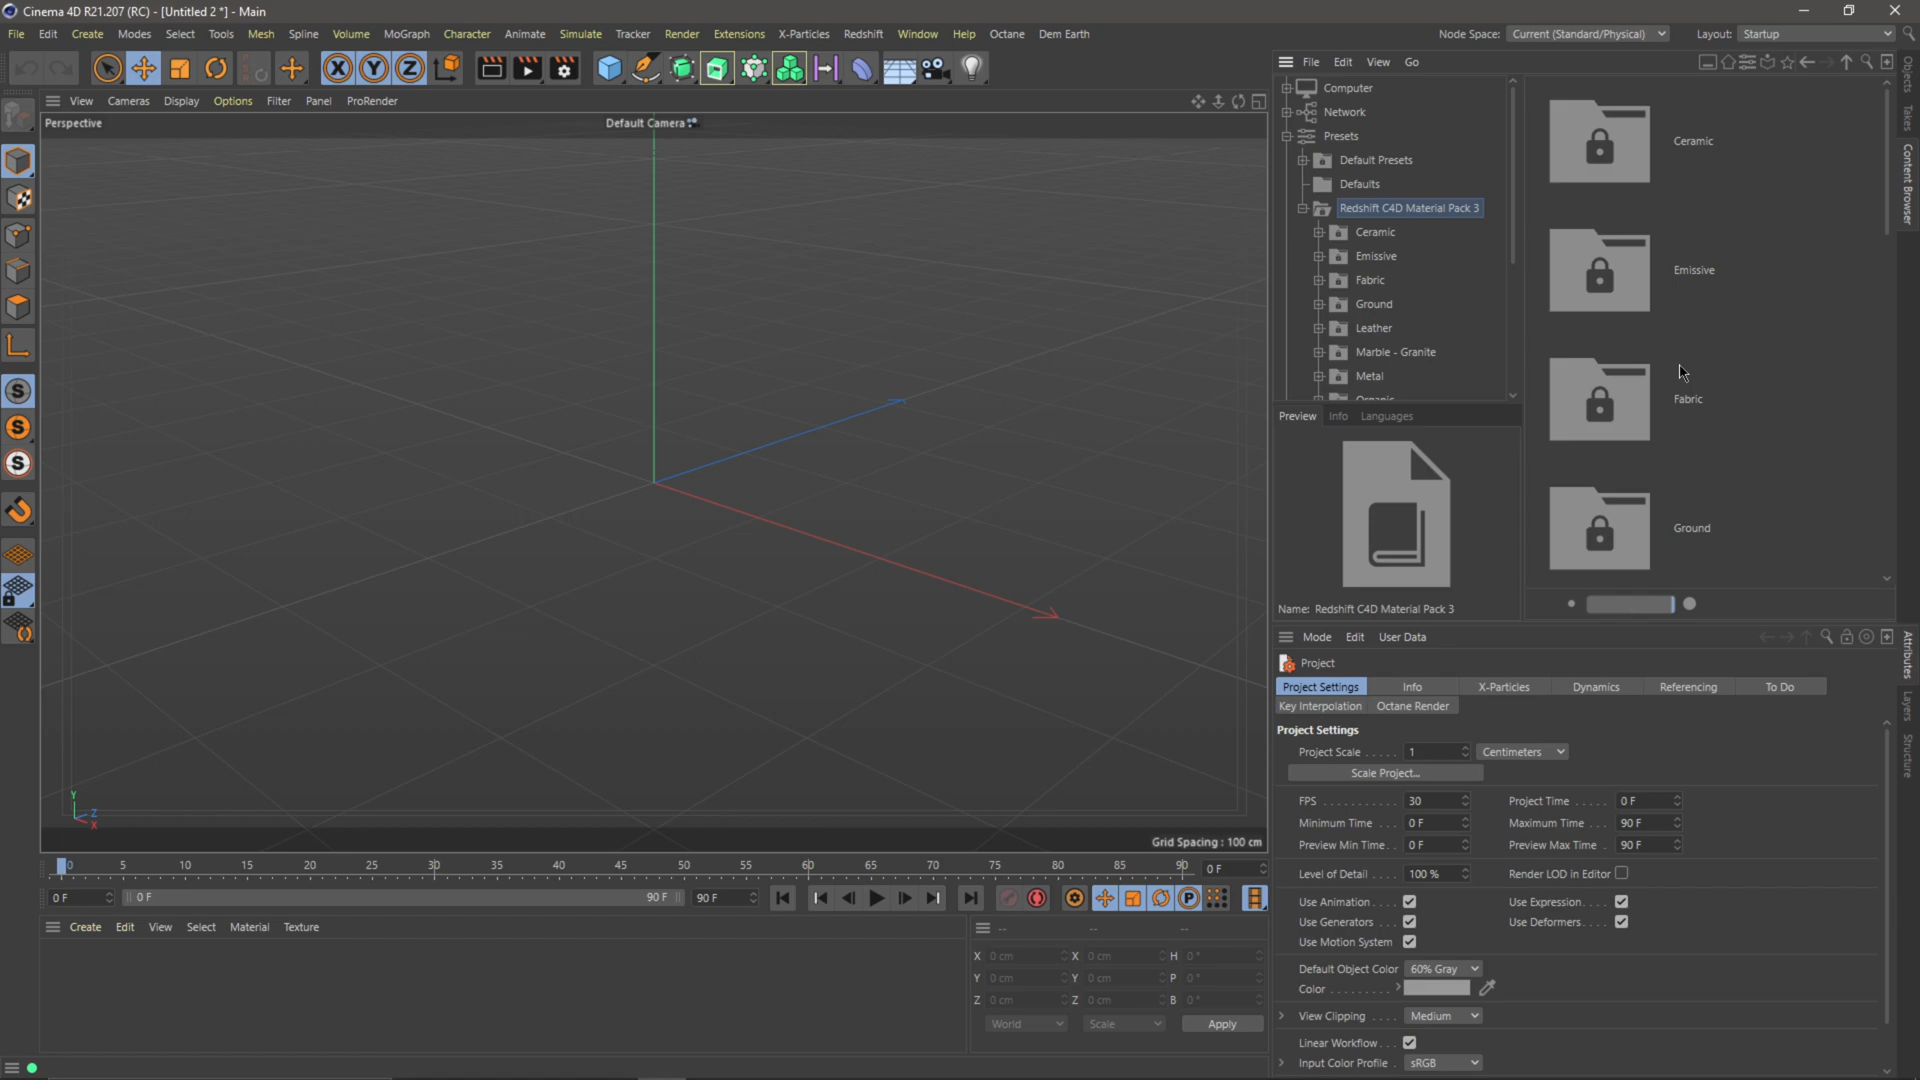 Cinema 4D R21.207 (RC) - [Untitled 2 *] - Main
File Edit Create Modes Select Tools Mesh Spline Volume MoGraph Character Animate Simulate Tracker Render Extensions X-Particles Redshift Window Help Octane Dem Earth
Node Space: Current (Standard/Physical) Layout: Startup
File Edit View Go
View Cameras Display Options Filter Panel ProRender
Perspective
Default Camera
Computer
Network
Presets
Default Presets
Defaults
Redshift C4D Material Pack 3
Ceramic
Emissive
Fabric
Ground
Leather
Marble - Granite
Metal
Ceramic
Emissive
Fabric
Ground
Objects
Takes
Content Browser
Preview Info Languages
Name: Redshift C4D Material Pack 3
Mode Edit User Data
Project
Project Settings Info X-Particles Dynamics Referencing To Do
Key Interpolation Octane Render
Project Settings
Project Scale . . . . . 1 Centimeters
Scale Project...
FPS . . . . . . . . . . . 30 Project Time . . . . . 0 F
Minimum Time . . . 0 F Maximum Time . . . 90 F
Preview Min Time . . 0 F Preview Max Time . 90 F
Level of Detail . . . . 100 % Render LOD in Editor
Use Animation . . . . Use Expression . . . .
Use Generators . . . Use Deformers . . . .
Use Motion System
Default Object Color 60% Gray
Color . . . . . . . . .
View Clipping . . . . Medium
Linear Workflow . . .
Input Color Profile . sRGB
Attributes
Layers
Structure
Y
Z
X
Grid Spacing : 100 cm
0 5 10 15 20 25 30 35 40 45 50 55 60 65 70 75 80 85 90 0 F
0 F 0 F 90 F 90 F
Create Edit View Select Material Texture
-- -- --
X 0 cm X 0 cm H 0 °
Y 0 cm Y 0 cm P 0 °
Z 0 cm Z 0 cm B 0 °
World Scale Apply